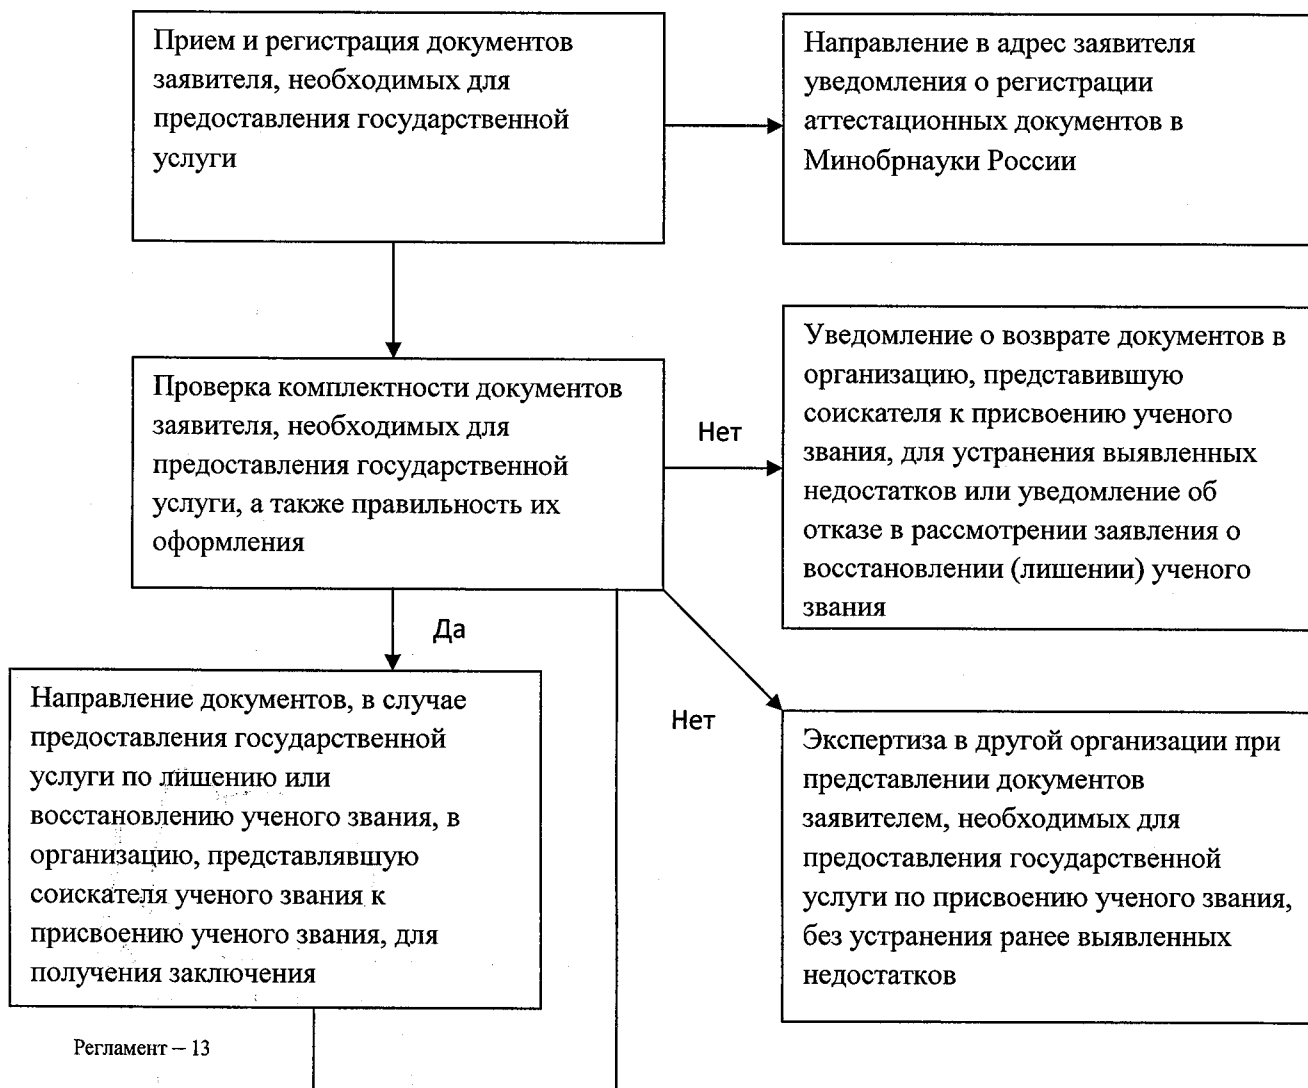 Прием и регистрация документов
заявителя, необходимых для
предоставления государственной
услуги
Направление в адрес заявителя
уведомления о регистрации
аттестационных документов в
Минобрнауки России
Проверка комплектности документов
заявителя, необходимых для
предоставления государственной
услуги, а также правильность их
оформления
Нет
Уведомление о возврате документов в
организацию, представившую
соискателя к присвоению ученого
звания, для устранения выявленных
недостатков или уведомление об
отказе в рассмотрении заявления о
восстановлении (лишении) ученого
звания
Да
Направление документов, в случае
предоставления государственной
услуги по лишению или
восстановлению ученого звания, в
организацию, представлявшую
соискателя ученого звания к
присвоению ученого звания, для
получения заключения
Нет
Экспертиза в другой организации при
представлении документов
заявителем, необходимых для
предоставления государственной
услуги по присвоению ученого звания,
без устранения ранее выявленных
недостатков
Регламент – 13